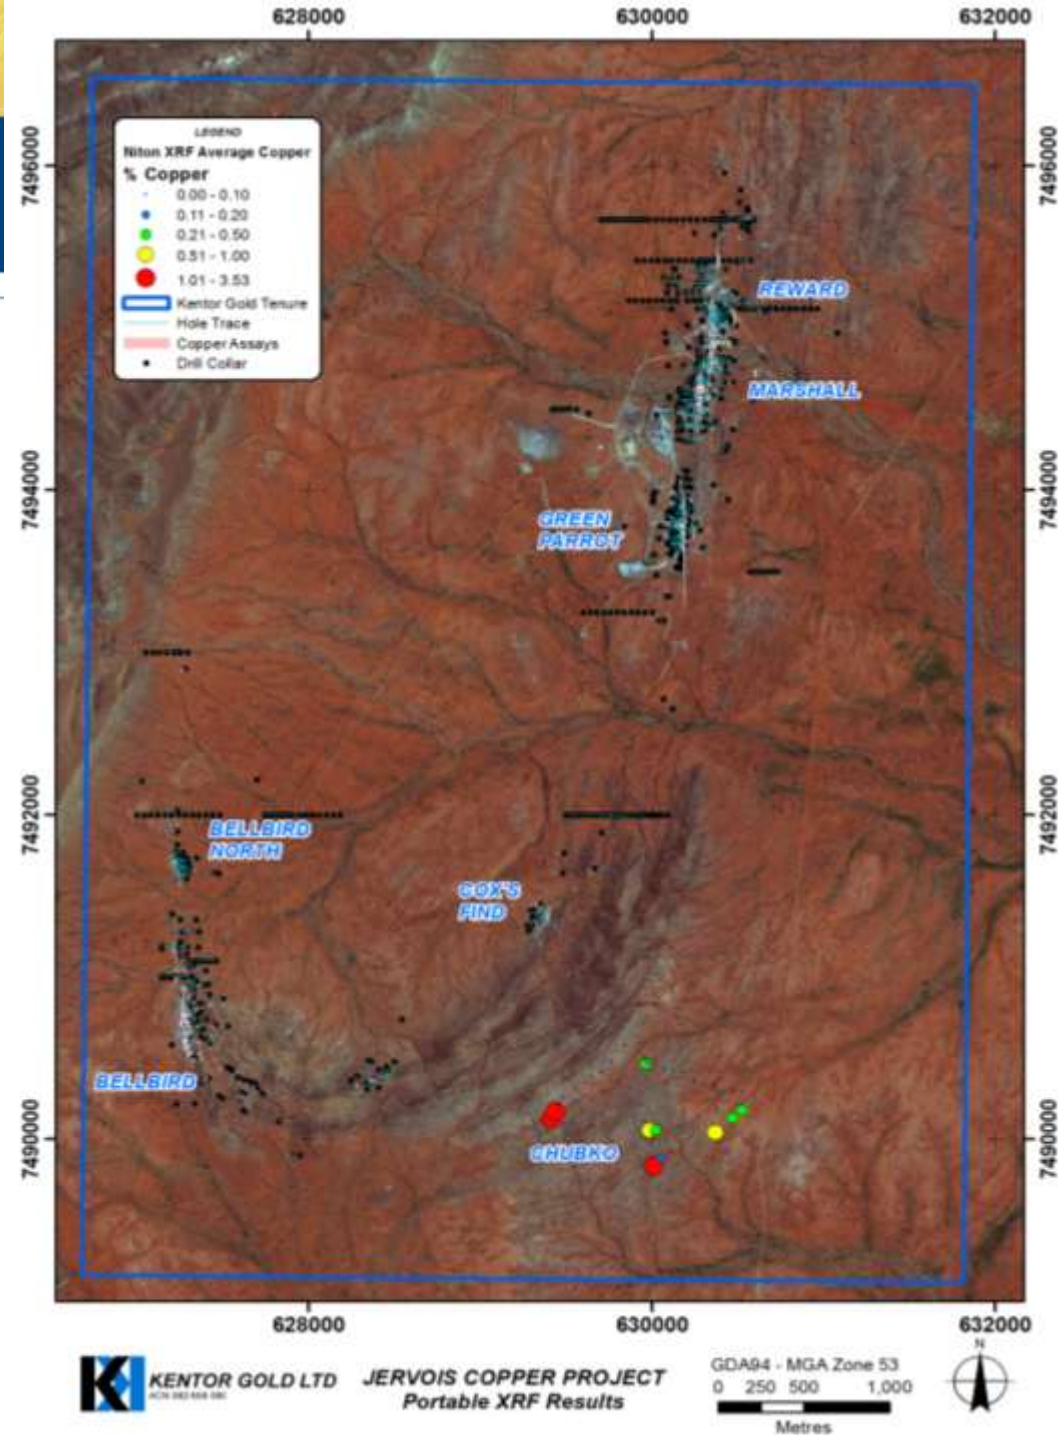 628000
630000
632000
7496000
7496000
LEGEND
Niton XRF Average Copper
% Copper
0.00 - 0.10
0.11 - 0.20
0.21 - 0.50
0.51 - 1.00
1.01 - 3.53
Kentor Gold Tenure
Hole Trace
Copper Assays
Drill Collar
REWARD
MARSHALL
7494000
7494000
GREEN
PARROT
7492000
7492000
BELLBIRD
NORTH
COX'S
FIND
BELLBIRD
7490000
7490000
CHUBKO
628000
630000
632000
KENTOR GOLD LTD
JERVOIS COPPER PROJECT
Portable XRF Results
GDA94 - MGA Zone 53
0 250 500 1,000
Metres
N